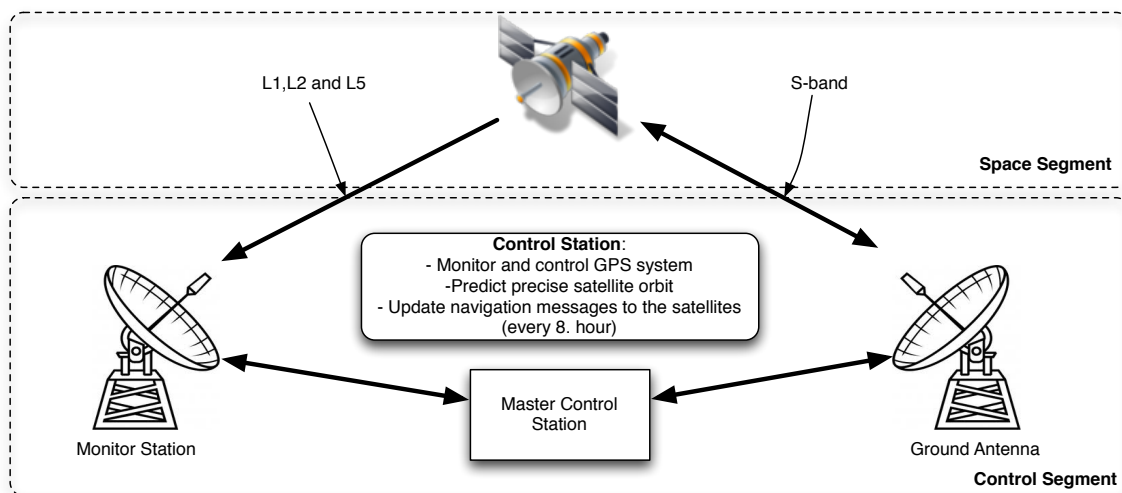 L1,L2 and L5
S-band
Space Segment
Control Station:
- Monitor and control GPS system
-Predict precise satellite orbit
- Update navigation messages to the satellites
(every 8. hour)
Master Control
Station
Monitor Station
Ground Antenna
Control Segment